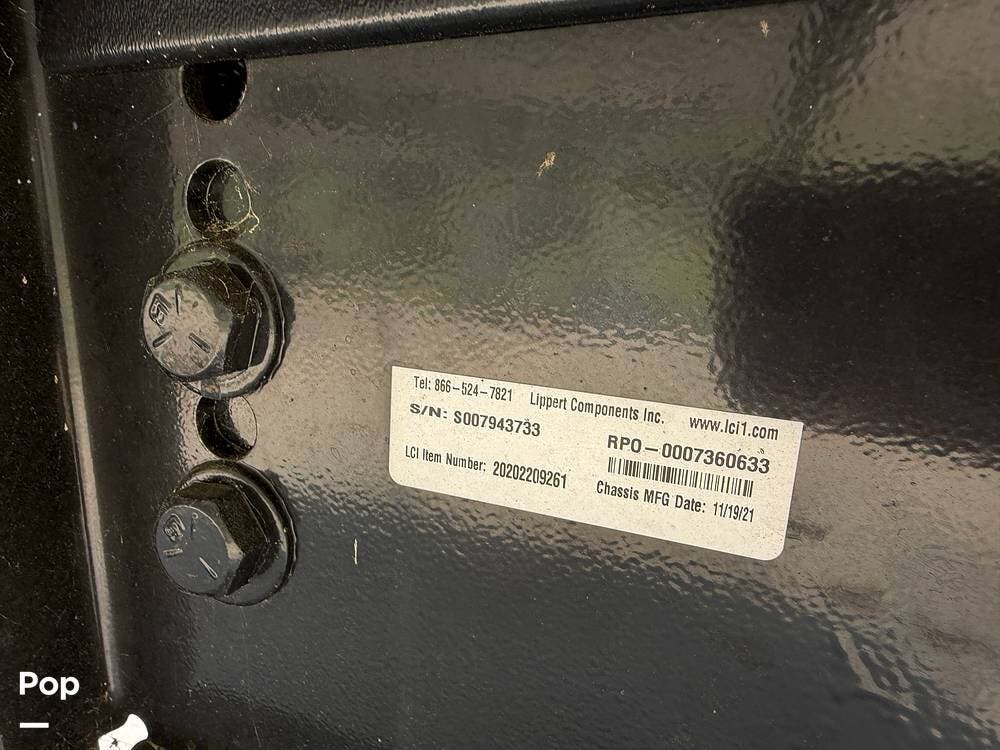 Tel: 866-524-7821 Lippert Components Inc. www.lci1.com
S/N: S007943733
RPO-0007360633
LCI Item Number: 20202209261
Chassis MFG Date: 11/19/21
Pop